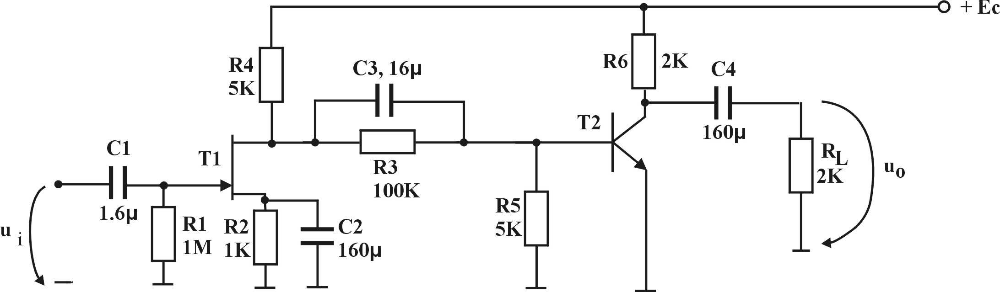 + Ec
R4
5K
C3, 16µ
R6
2K
C4
160µ
T2
C1
1.6µ
T1
R3
100K
R5
5K
RL
2K
uo
ui
R1
1M
R2
1K
C2
160µ